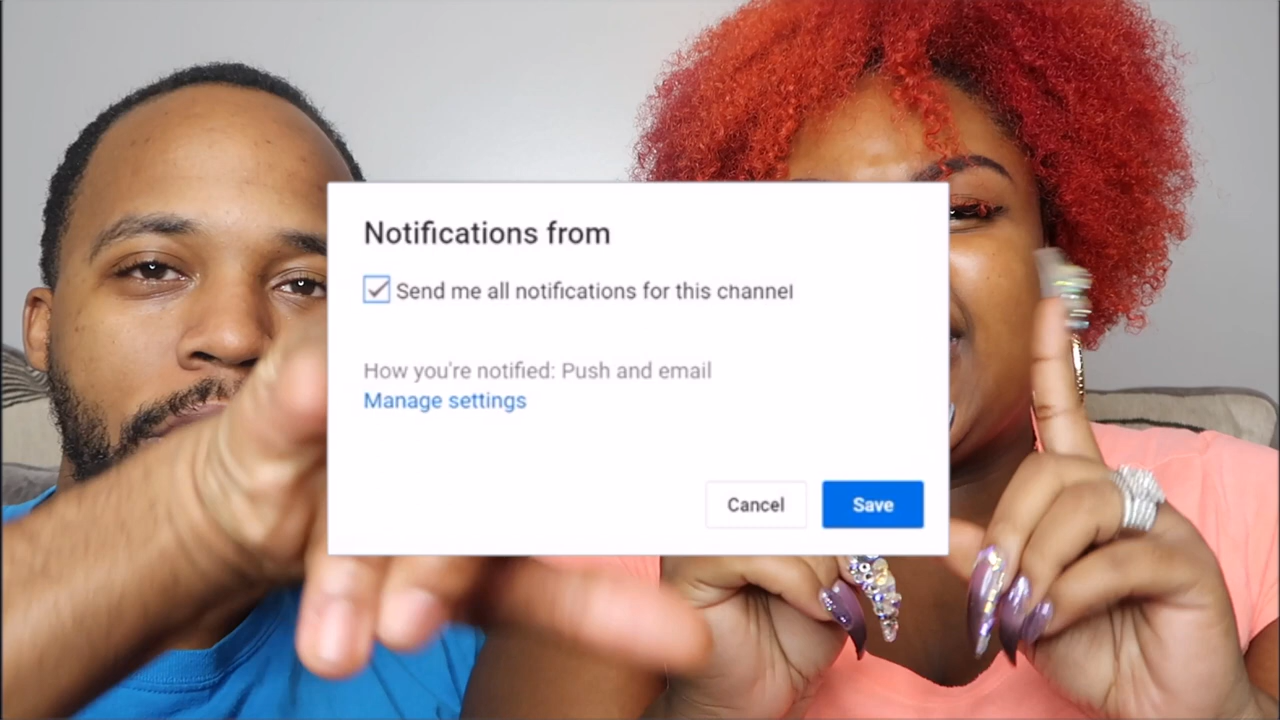 Notifications from
Send me all notifications for this channel
How you're notified: Push and email
Manage settings
Cancel
Save